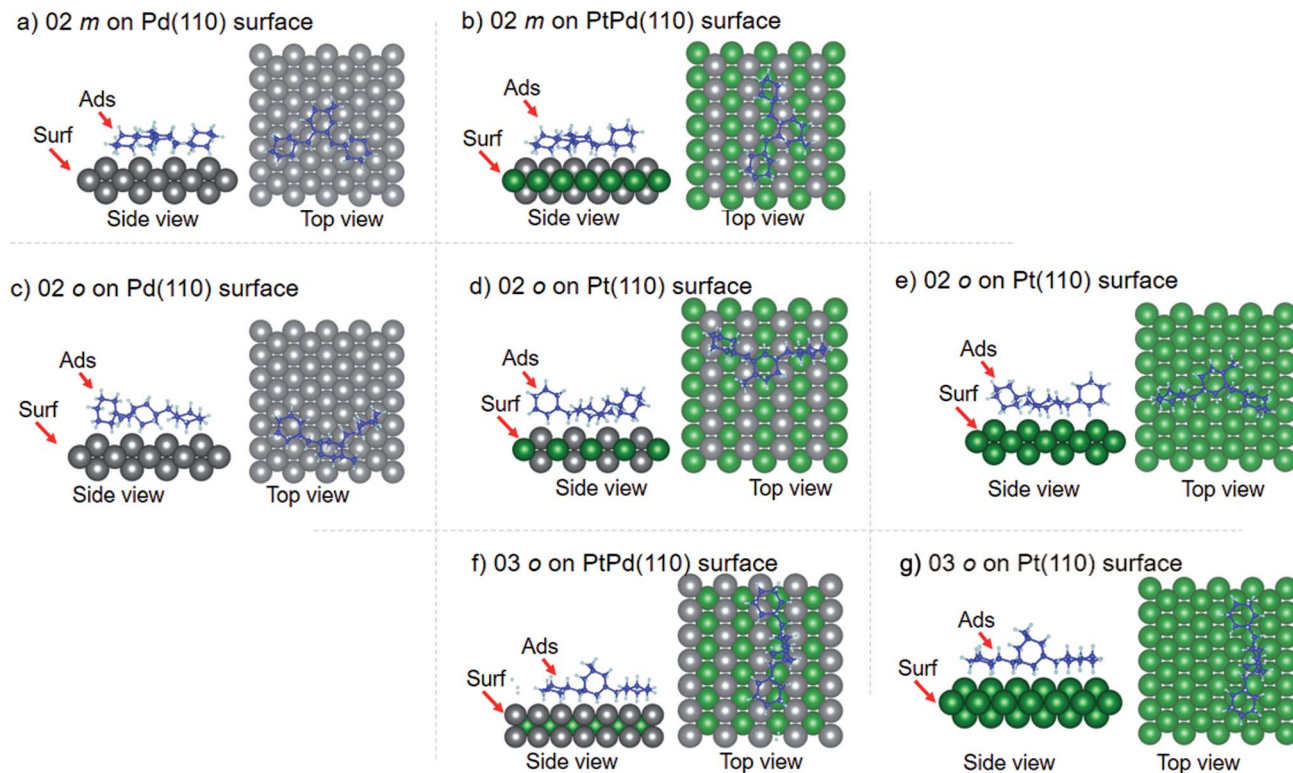 a) 02 m on Pd(110) surface
Ads
Surf
Side view
Top view
b) 02 m on PtPd(110) surface
Ads
Surf
Side view
Top view
c) 02 o on Pd(110) surface
Ads
Surf
Side view
Top view
d) 02 o on Pt(110) surface
Ads
Surf
Side view
Top view
e) 02 o on Pt(110) surface
Ads
Surf
Side view
Top view
f) 03 o on PtPd(110) surface
Ads
Surf
Side view
Top view
g) 03 o on Pt(110) surface
Ads
Surf
Side view
Top view